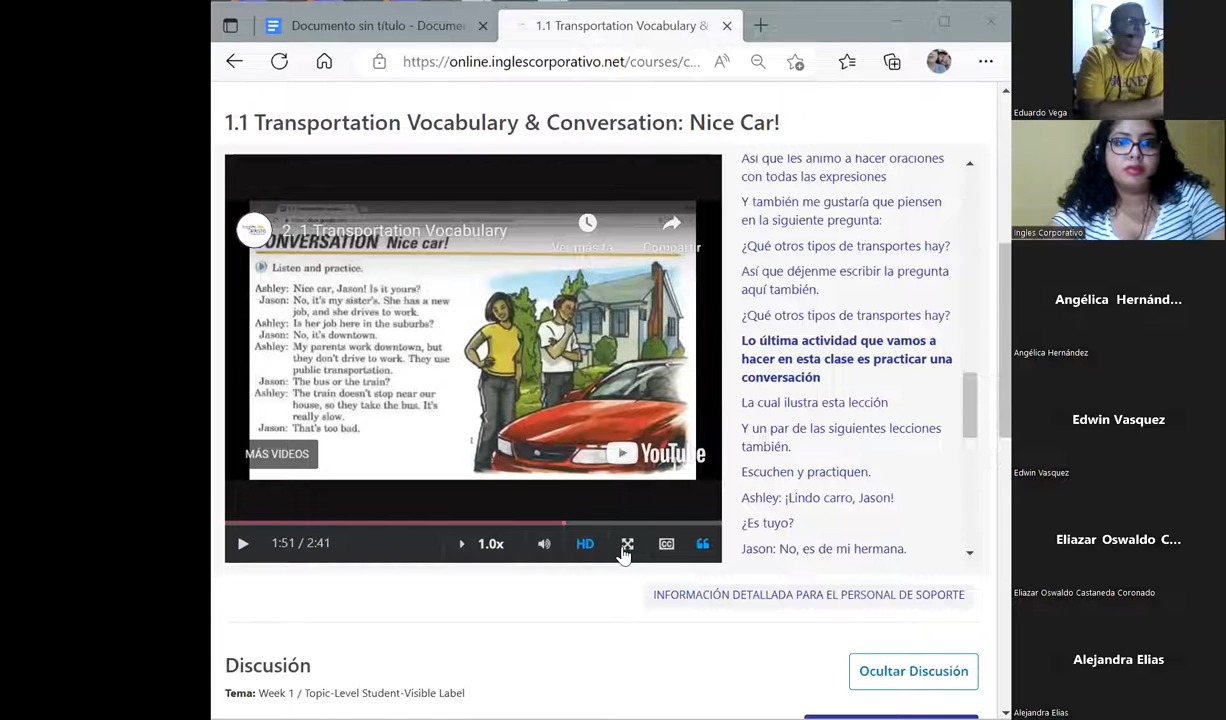 Documento sin título - Docume
1.1 Transportation Vocabulary &
https://online.inglescorporativo.net/courses/c...
1.1 Transportation Vocabulary & Conversation: Nice Car!
2. 1 Transportation Vocabulary
Ver más ta
Compartir
ONVERSATION Nice car!
Listen and practice.
Ashley: Nice car, Jason! Is it yours?
Jason: No, it's my sister's. She has a new
job, and she drives to work.
Ashley: Is her job here in the suburbs?
Jason: No, it's downtown.
Ashley: My parents work downtown, but
they don't drive to work. They use
public transportation.
Jason: The bus or the train?
Ashley: The train doesn't stop near our
house, so they take the bus. It's
really slow.
Jason: That's too bad.
MÁS VIDEOS
YouTube
1:51 / 2:41
1.0x
HD
CC
Así que les animo a hacer oraciones
con todas las expresiones
Y también me gustaría que piensen
en la siguiente pregunta:
¿Qué otros tipos de transportes hay?
Así que déjenme escribir la pregunta
aquí también.
¿Qué otros tipos de transportes hay?
Lo última actividad que vamos a
hacer en esta clase es practicar una
conversación
La cual ilustra esta lección
Y un par de las siguientes lecciones
también.
Escuchen y practiquen.
Ashley: ¡Lindo carro, Jason!
¿Es tuyo?
Jason: No, es de mi hermana.
INFORMACIÓN DETALLADA PARA EL PERSONAL DE SOPORTE
Discusión
Ocultar Discusión
Tema: Week 1 / Topic-Level Student-Visible Label
Eduardo Vega
Ingles Corporativo
Angélica Hernánd...
Angélica Hernández
Edwin Vasquez
Edwin Vasquez
Eliazar Oswaldo C...
Eliazar Oswaldo Castaneda Coronado
Alejandra Elias
Alejandra Elias